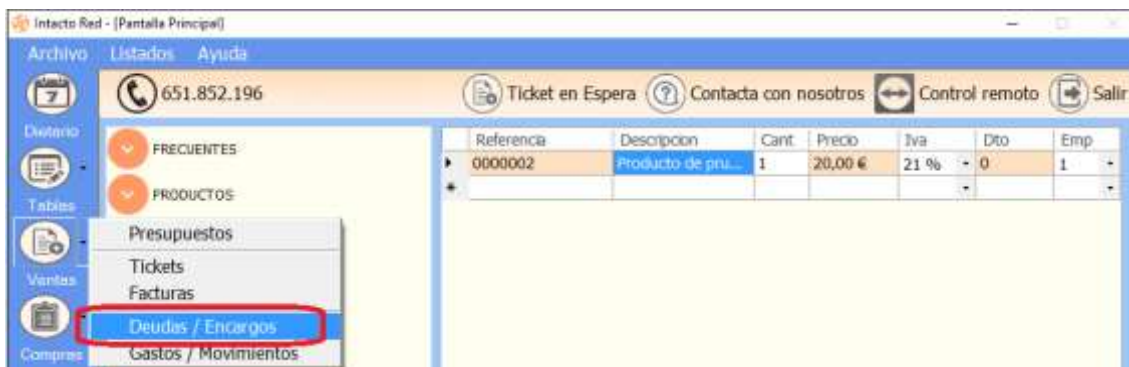 Intacto Red - [Pantalla Principal]
Archivo Listados Ayuda
7 651.852.196 Ticket en Espera Contacta con nosotros Control remoto Salir
Dietario
FRECUENTES
Referencia Descripcion Cant Precio Iva Dto Emp
0000002 Producto de pru... 1 20,00 € 21 % 0 1
Tablas
PRODUCTOS
Presupuestos
Tickets
Ventas
Facturas
Deudas / Encargos
Compras
Gastos / Movimientos